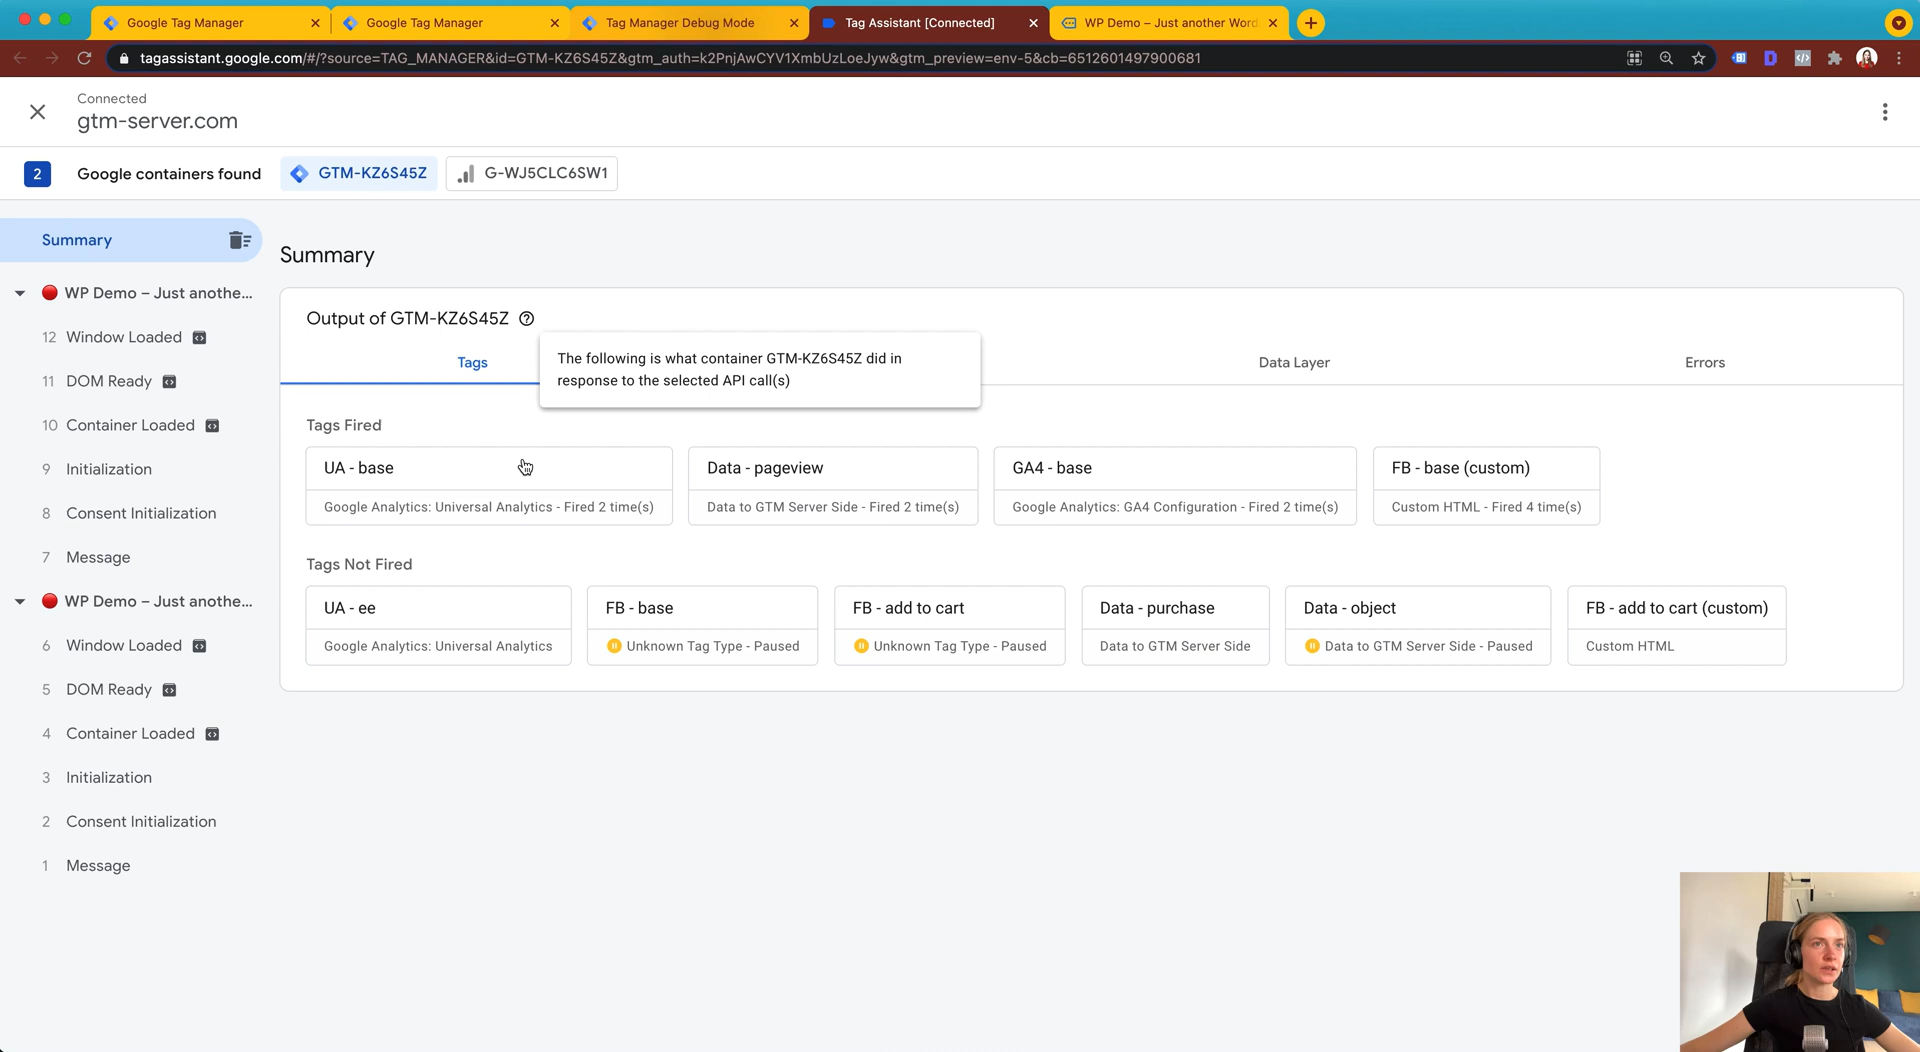 Google Tag Manager
Google Tag Manager
Tag Manager Debug Mode
Tag Assistant [Connected]
WP Demo – Just another Word
tagassistant.google.com/#/?source=TAG_MANAGER&id=GTM-KZ6S45Z&gtm_auth=k2PnjAwCYV1XmbUzLoeJyw&gtm_preview=env-5&cb=6512601497900681
Connected
gtm-server.com
2
Google containers found
GTM-KZ6S45Z
G-WJ5CLC6SW1
Summary
WP Demo – Just anothe...
12 Window Loaded
11 DOM Ready
10 Container Loaded
9 Initialization
8 Consent Initialization
7 Message
WP Demo – Just anothe...
6 Window Loaded
5 DOM Ready
4 Container Loaded
3 Initialization
2 Consent Initialization
1 Message
Summary
Output of GTM-KZ6S45Z
Tags
The following is what container GTM-KZ6S45Z did in
response to the selected API call(s)
Data Layer
Errors
Tags Fired
UA - base
Google Analytics: Universal Analytics - Fired 2 time(s)
Data - pageview
Data to GTM Server Side - Fired 2 time(s)
GA4 - base
Google Analytics: GA4 Configuration - Fired 2 time(s)
FB - base (custom)
Custom HTML - Fired 4 time(s)
Tags Not Fired
UA - ee
Google Analytics: Universal Analytics
FB - base
Unknown Tag Type - Paused
FB - add to cart
Unknown Tag Type - Paused
Data - purchase
Data to GTM Server Side
Data - object
Data to GTM Server Side - Paused
FB - add to cart (custom)
Custom HTML